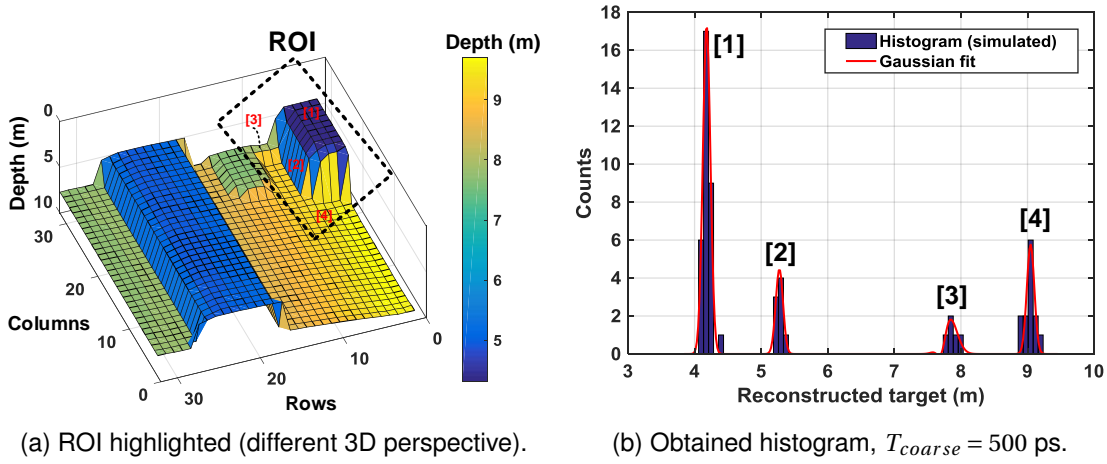 ROI
Depth (m)
[1]
[3]
[2]
[4]
0
5
10
Depth (m)
30
20
10
0
Columns
30
20
10
0
Rows
9
8
7
6
5
18
16
14
12
10
8
6
4
2
0
Counts
[1]
[2]
[3]
[4]
Histogram (simulated)
Gaussian fit
3 4 5 6 7 8 9 10
Reconstructed target (m)
(a) ROI highlighted (different 3D perspective).
(b) Obtained histogram, T_coarse = 500 ps.